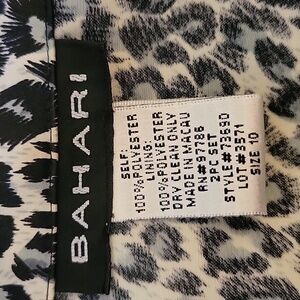 BAHARI
SELF:
100%POLYESTER
LINING:
100%POLYESTER
DRY CLEAN ONLY
MADE IN MACAU
RN#97786
2PC SET
STYLE#73650
LOT#3571
SIZE 10